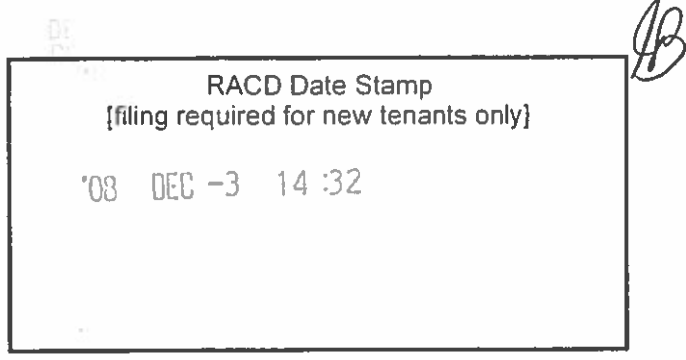 RACD Date Stamp
[filing required for new tenants only]
'08 DEC -3 14:32